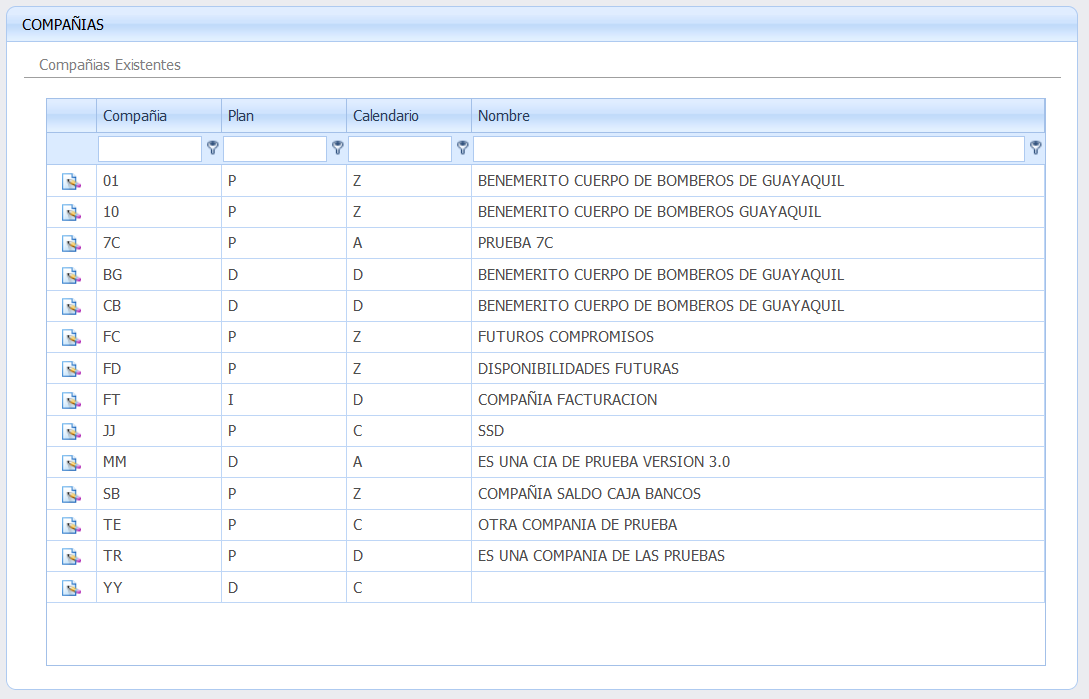 COMPAÑIAS
Compañias Existentes
Compañia Plan Calendario Nombre
01 P Z BENEMERITO CUERPO DE BOMBEROS DE GUAYAQUIL
10 P Z BENEMERITO CUERPO DE BOMBEROS GUAYAQUIL
7C P A PRUEBA 7C
BG D D BENEMERITO CUERPO DE BOMBEROS DE GUAYAQUIL
CB D D BENEMERITO CUERPO DE BOMBEROS DE GUAYAQUIL
FC P Z FUTUROS COMPROMISOS
FD P Z DISPONIBILIDADES FUTURAS
FT I D COMPAÑIA FACTURACION
JJ P C SSD
MM D A ES UNA CIA DE PRUEBA VERSION 3.0
SB P Z COMPAÑIA SALDO CAJA BANCOS
TE P C OTRA COMPANIA DE PRUEBA
TR P D ES UNA COMPANIA DE LAS PRUEBAS
YY D C